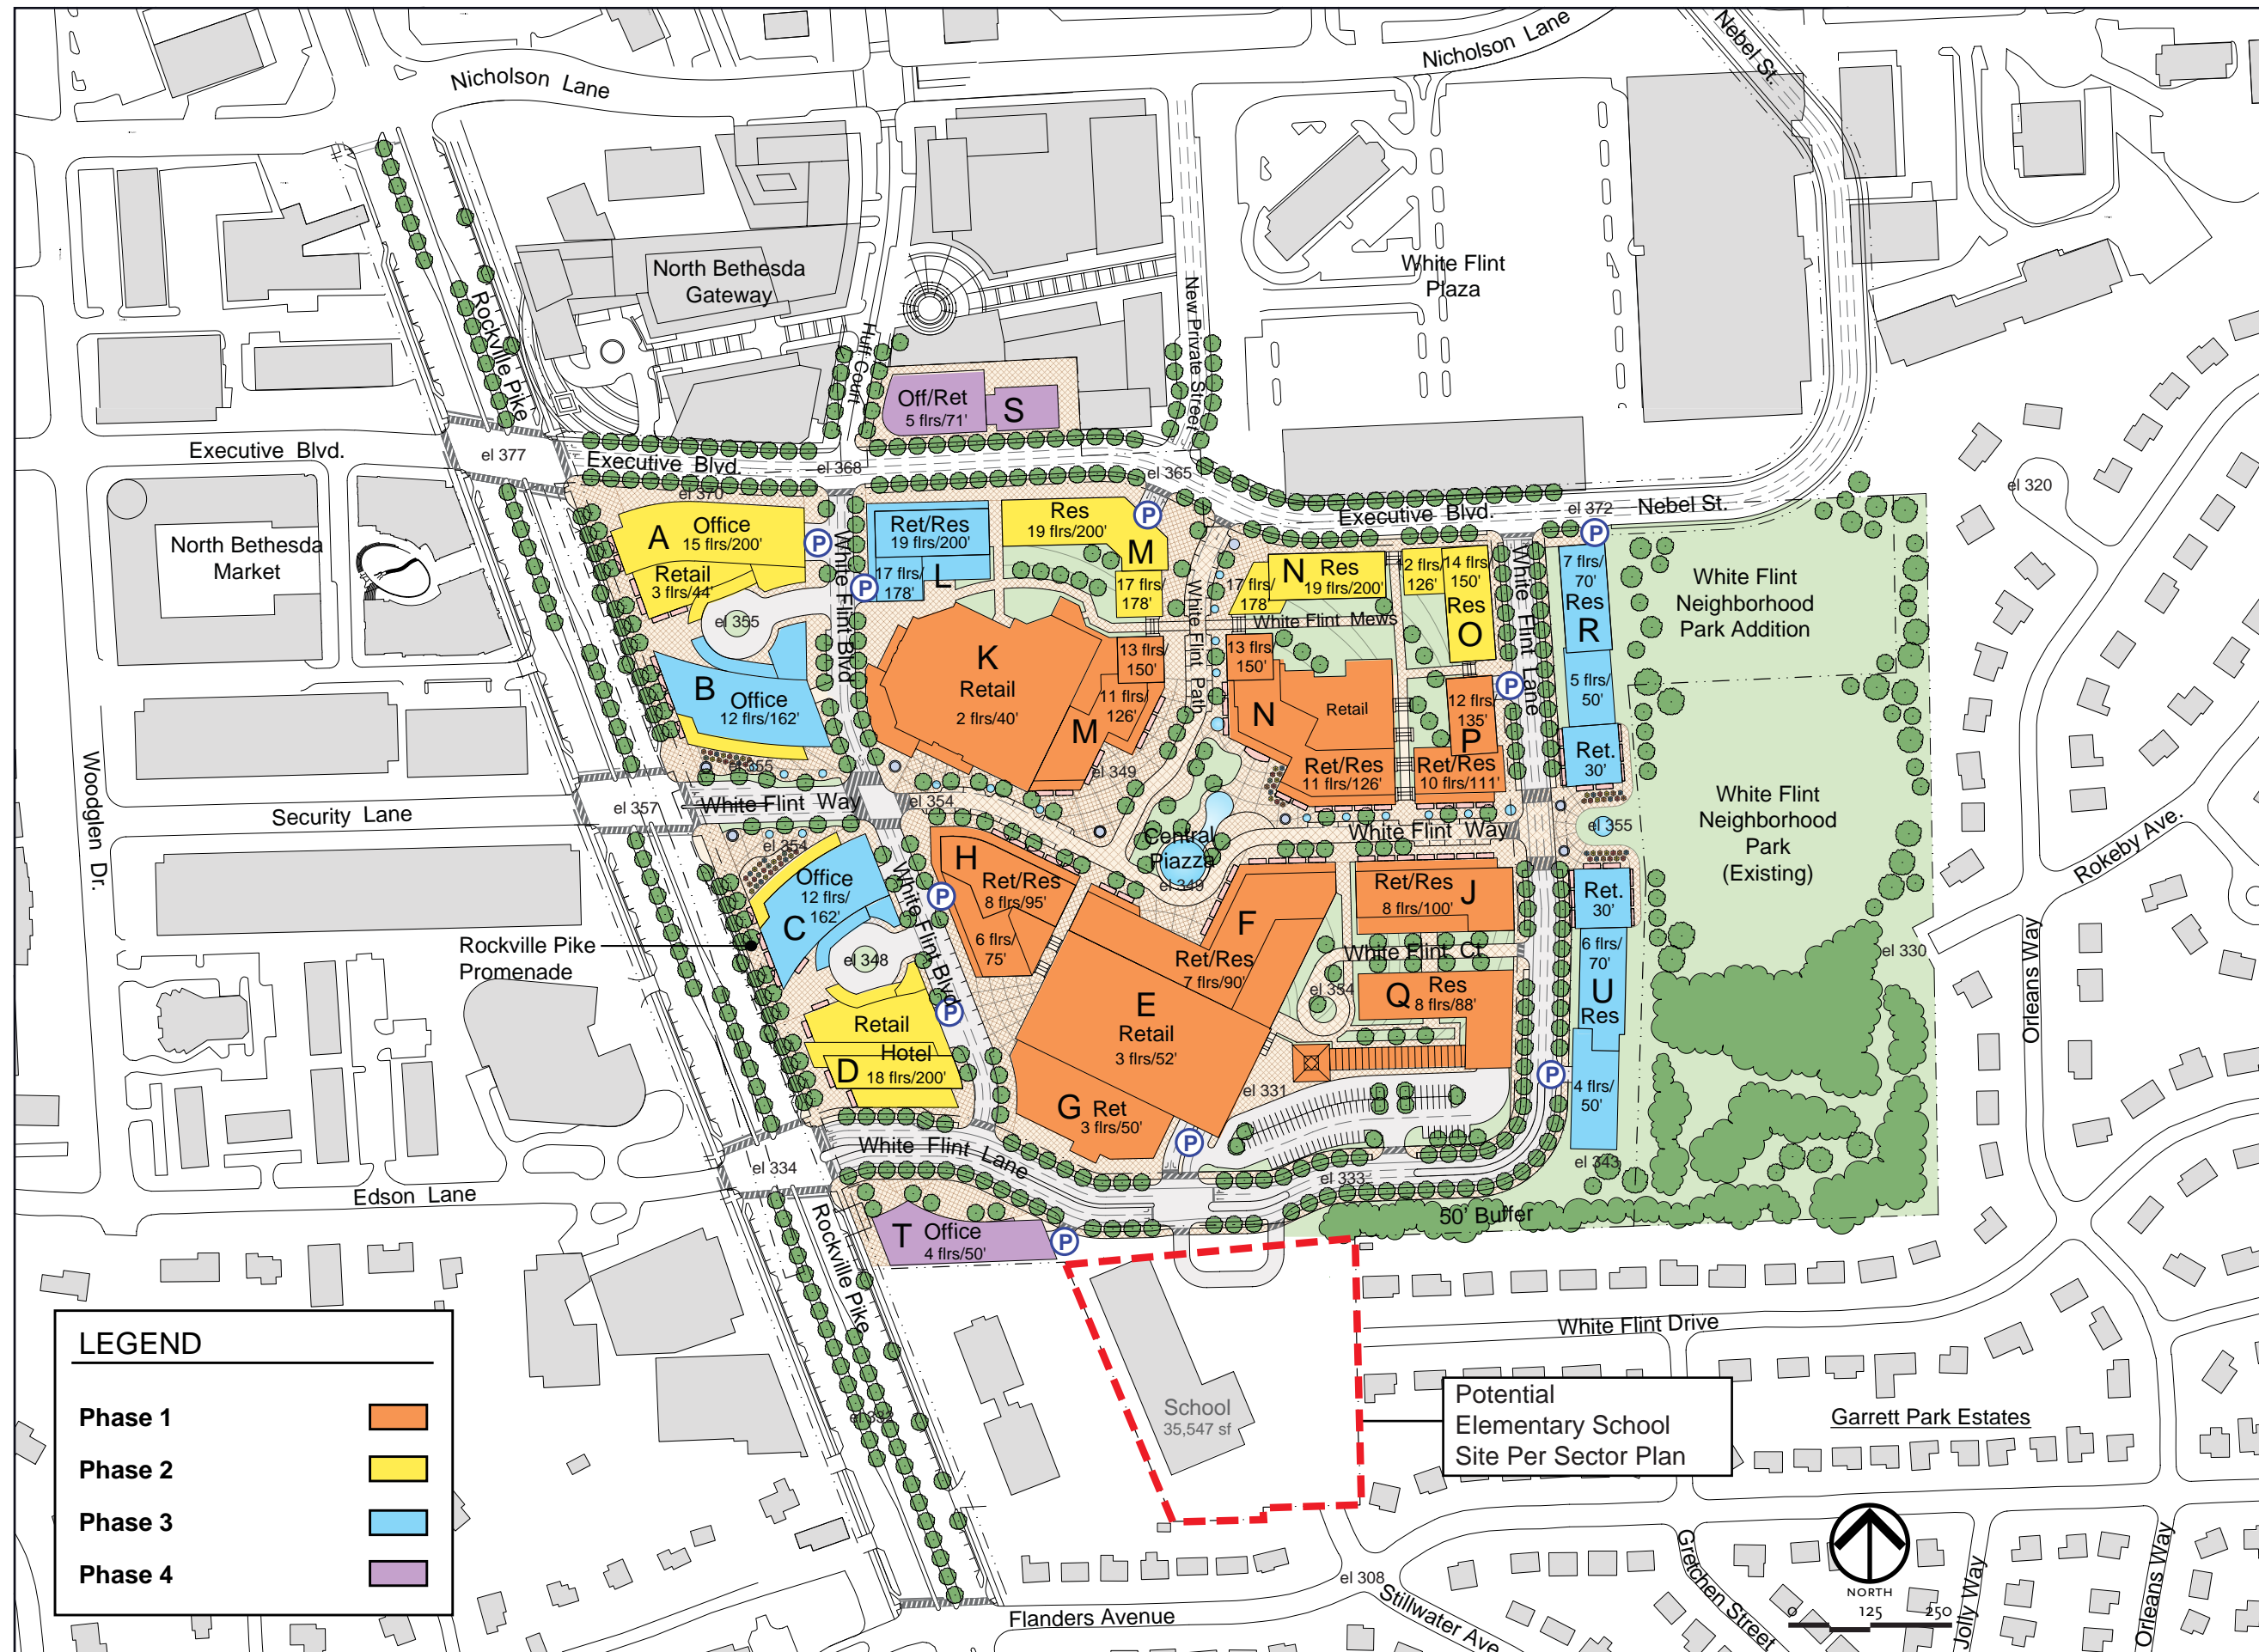 Nicholson Lane
Nicholson Lane
Nebel St.
North Bethesda
Gateway
White Flint
Plaza
Rockville Pike
Huff Court
New Private Street
Off/Ret
5 flrs/71'
S
Executive Blvd.
el 377
Executive Blvd.
el 368
el 365
el 370
el 320
Executive Blvd.
el 372
Nebel St.
North Bethesda
Market
A
Office
15 flrs/200'
Retail
3 flrs/44'
Ret/Res
19 flrs/200'
17 flrs/
178'
L
Res
19 flrs/200'
M
17 flrs/
178'
N
Res
19 flrs/200'
17 flrs/
178'
2 flrs/
126'
14 flrs/
150'
Res
O
7 flrs/
70'
Res
R
5 flrs/
50'
Ret.
30'
White Flint
Neighborhood
Park Addition
P
P
P
P
P
White Flint Blvd
White Flint Path
White Flint Mews
White Flint Lane
el 355
B
Office
12 flrs/162'
K
Retail
2 flrs/40'
13 flrs/
150'
11 flrs/
126'
M
13 flrs/
150'
N
Retail
Ret/Res
11 flrs/126'
12 flrs/
135'
P
Ret/Res
10 flrs/111'
el 355
el 349
Woodglen Dr.
Security Lane
el 357
White Flint Way
el 354
el 354
Central
Piazza
el 349
White Flint Way
el 355
White Flint
Neighborhood
Park
(Existing)
Rokeby Ave.
Orleans Way
el 330
Office
12 flrs/
162'
C
H
Ret/Res
8 flrs/95'
6 flrs/
75'
P
White Flint Blvd
F
Ret/Res
7 flrs/90'
Ret/Res
8 flrs/100'
J
Ret.
30'
6 flrs/
70'
U
Res
4 flrs/
50'
White Flint Ct
el 354
Q
Res
8 flrs/88'
Rockville Pike
Promenade
el 348
Retail
Hotel
D
18 flrs/200'
P
E
Retail
3 flrs/52'
G
Ret
3 flrs/50'
el 331
P
P
White Flint Lane
el 334
el 333
el 343
50' Buffer
Edson Lane
T
Office
4 flrs/50'
P
Rockville Pike
el 332
School
35,547 sf
White Flint Drive
Potential
Elementary School
Site Per Sector Plan
Garrett Park Estates
LEGEND
Phase 1
Phase 2
Phase 3
Phase 4
el 308
Flanders Avenue
Stillwater Ave
Gretchen Street
Jolly Way
Orleans Way
NORTH
0 125 250